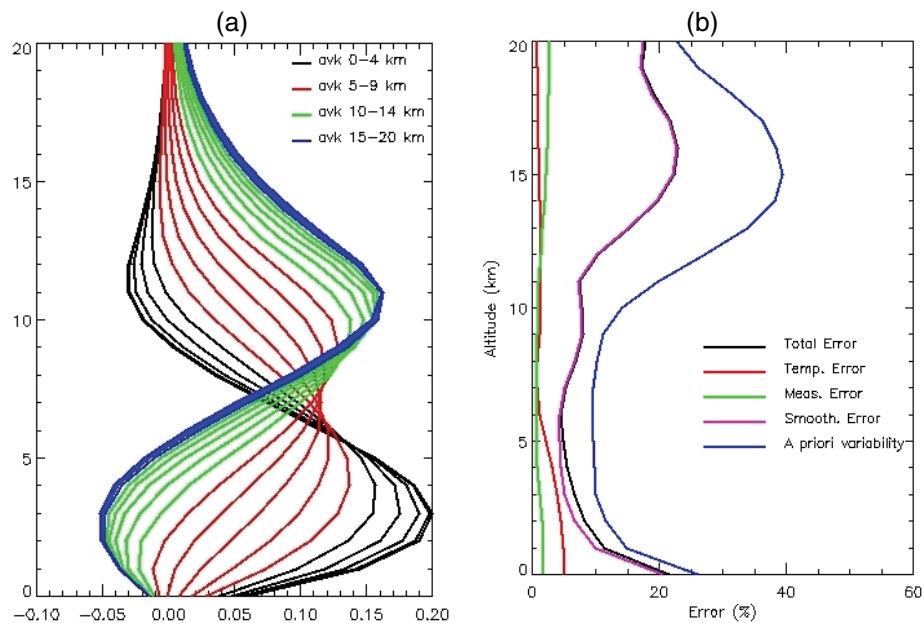 (a)
(b)
20
15
10
5
0
-0.10
-0.05
0.00
0.05
0.10
0.15
0.20
avk 0-4 km
avk 5-9 km
avk 10-14 km
avk 15-20 km
Altitude (km)
20
15
10
5
0
0
20
40
60
Error (%)
Total Error
Temp. Error
Meas. Error
Smooth. Error
A priori variability